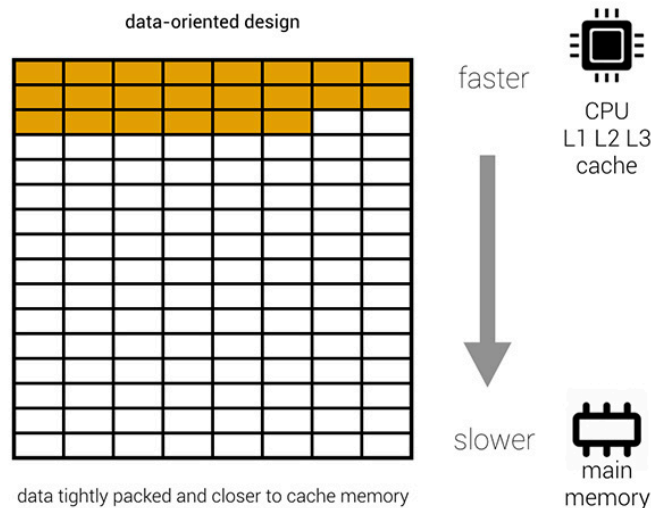 data-oriented design
faster
CPU
L1 L2 L3
cache
slower
main
memory
data tightly packed and closer to cache memory